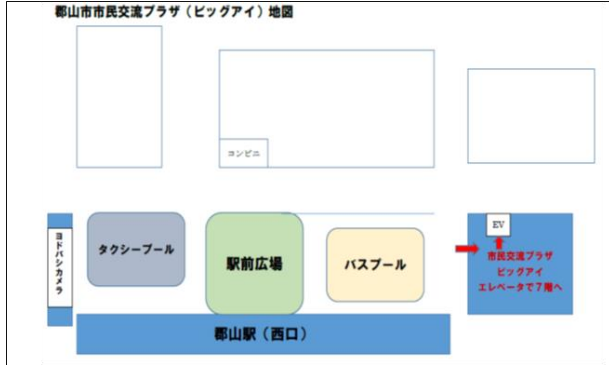 郡山市市民交流プラザ（ビッグアイ）地図
コンビニ
ヨドバシカメラ
タクシープール
駅前広場
バスプール
EV
市民交流プラザ
ビッグアイ
エレベータで７階へ
郡山駅（西口）